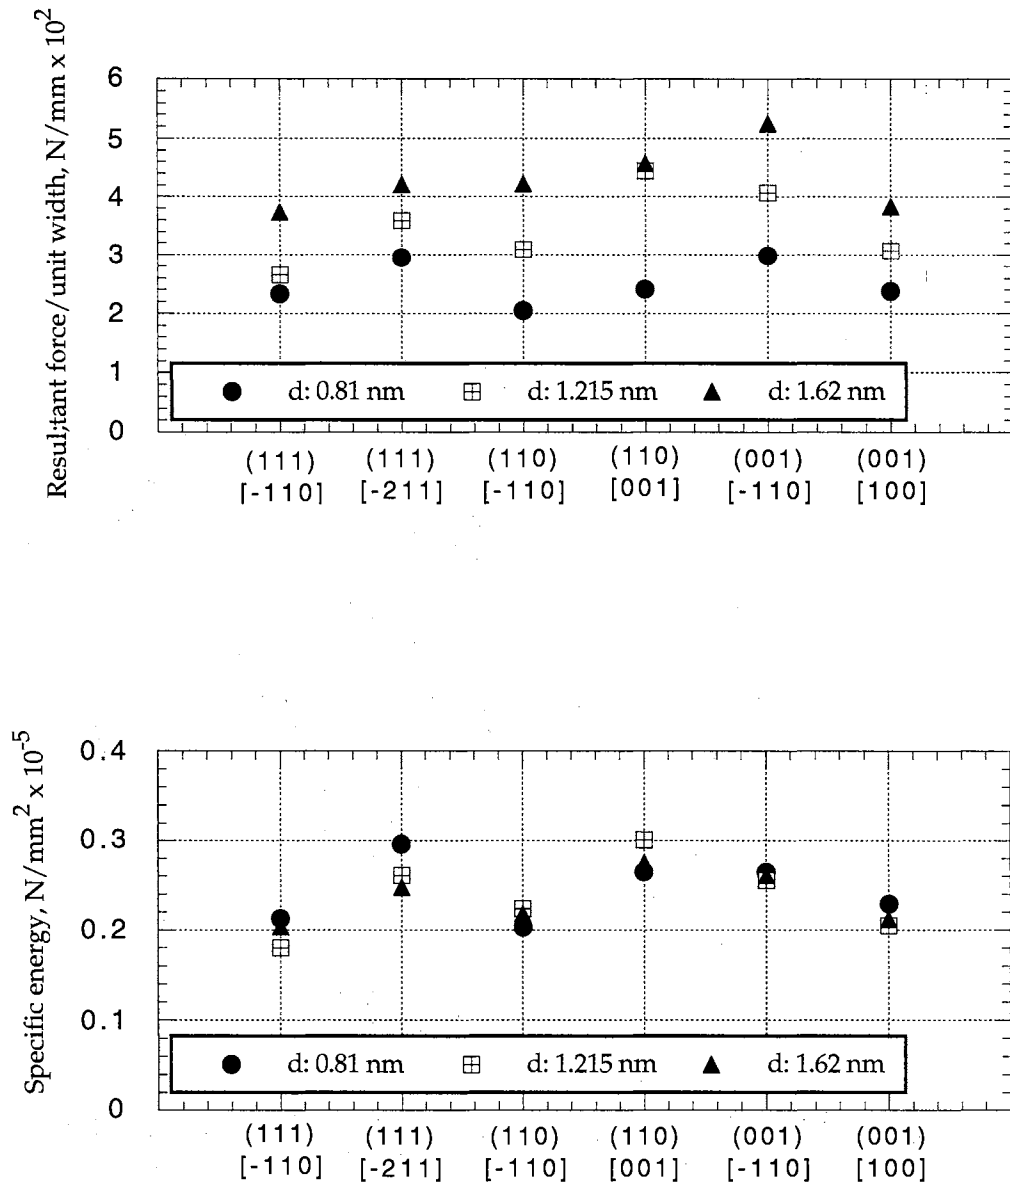 Resul;tant force/unit width, N/mm x 10^2
6
5
4
3
2
1
0
d: 0.81 nm d: 1.215 nm d: 1.62 nm
(111) (111) (110) (110) (001) (001)
[-110] [-211] [-110] [001] [-110] [100]
Specific energy, N/mm^2 x 10^-5
0.4
0.3
0.2
0.1
0
d: 0.81 nm d: 1.215 nm d: 1.62 nm
(111) (111) (110) (110) (001) (001)
[-110] [-211] [-110] [001] [-110] [100]